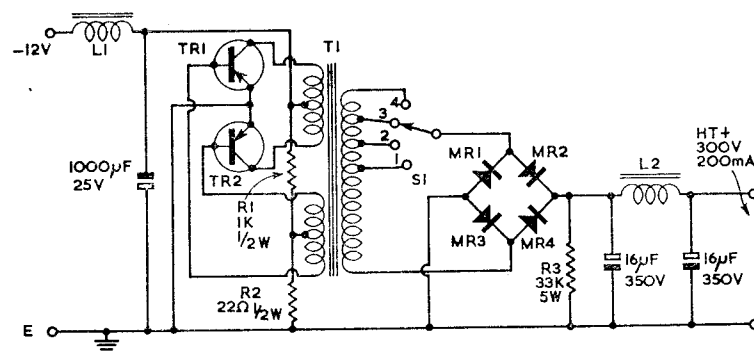 -12V
L1
TR1
T1
TR2
1000µF
25V
R1
1K
1/2W
R2
22Ω 1/2W
E
4
3
2
1
S1
MR1
MR2
MR3
MR4
R3
33K
5W
L2
16µF
350V
16µF
350V
HT+
300V
200mA